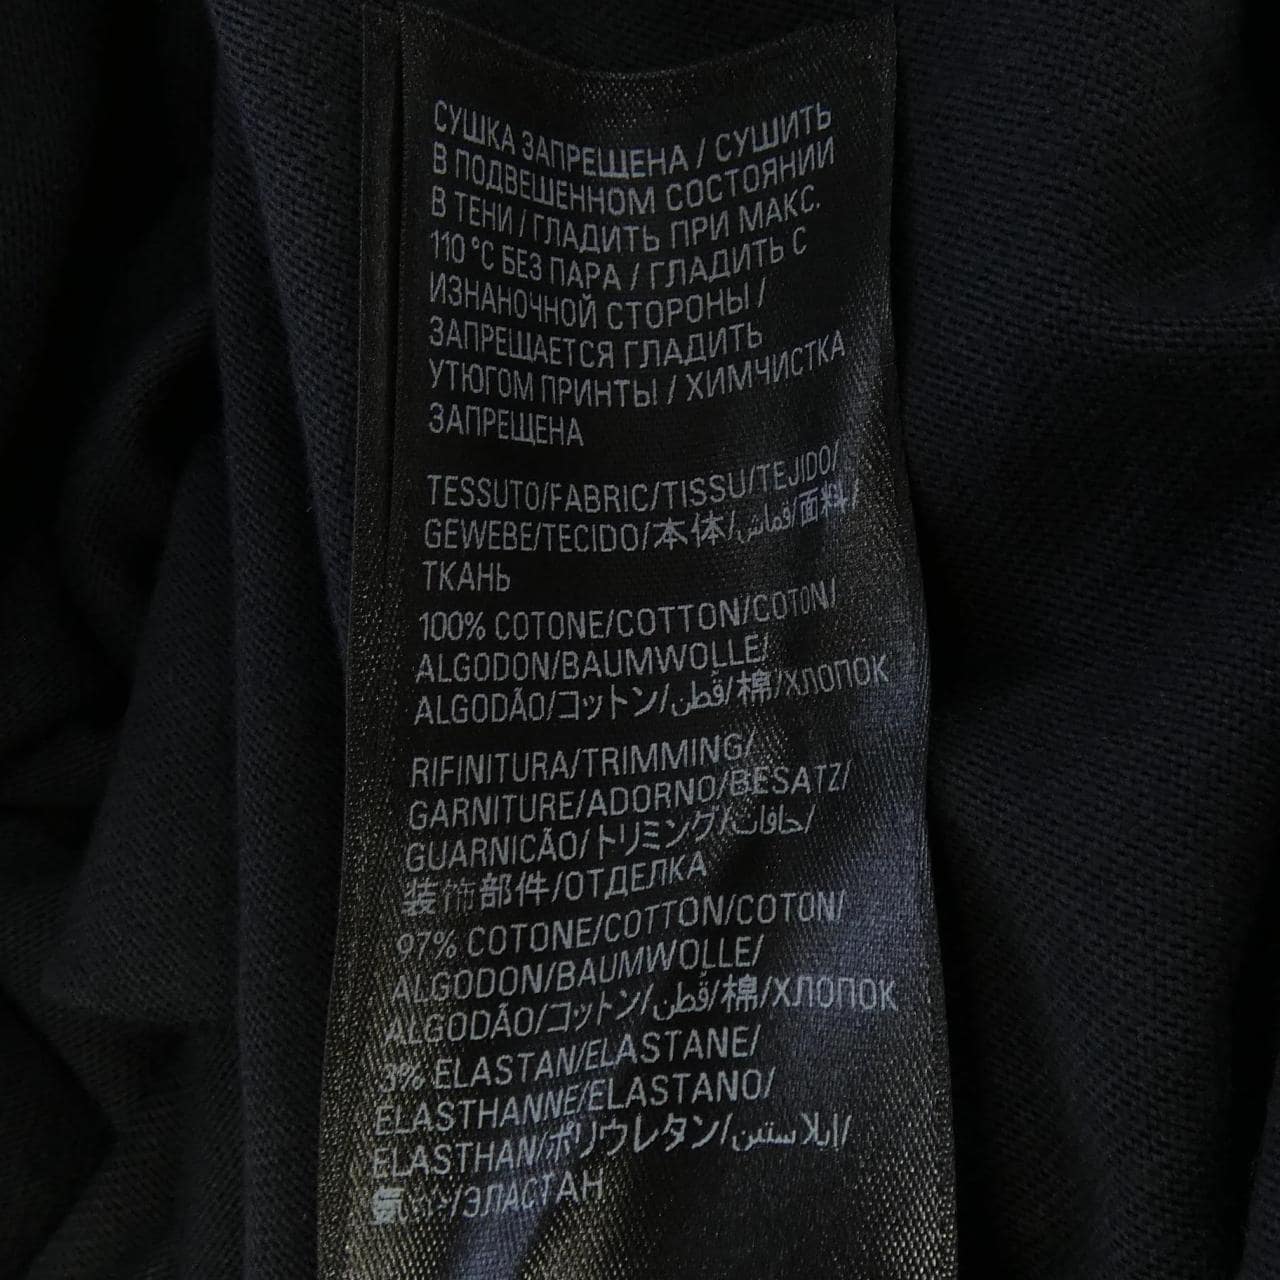 СУШКА ЗАПРЕЩЕНА / СУШИТЬ
В ПОДВЕШЕННОМ СОСТОЯНИИ
В ТЕНИ / ГЛАДИТЬ ПРИ МАКС.
110 °C БЕЗ ПАРА / ГЛАДИТЬ С
ИЗНАНОЧНОЙ СТОРОНЫ /
ЗАПРЕЩАЕТСЯ ГЛАДИТЬ
УТЮГОМ ПРИНТЫ / ХИМЧИСТКА
ЗАПРЕЩЕНА
TESSUTO/FABRIC/TISSU/TEJIDO/
GEWEBE/TECIDO/本体/قماش/面料/
ТКАНЬ
100% COTONE/COTTON/COTON/
ALGODON/BAUMWOLLE/
ALGODÃO/コットン/قطن/棉/ХЛОПОК
RIFINITURA/TRIMMING/
GARNITURE/ADORNO/BESATZ/
GUARNICÃO/トリミング/حافات/
装饰部件/ОТДЕЛКА
97% COTONE/COTTON/COTON/
ALGODON/BAUMWOLLE/
ALGODÃO/コットン/قطن/棉/ХЛОПОК
3% ELASTAN/ELASTANE/
ELASTHANNE/ELASTANO/
ELASTHAN/ポリウレタン/إيلاستين/
/ЭЛАСТАН